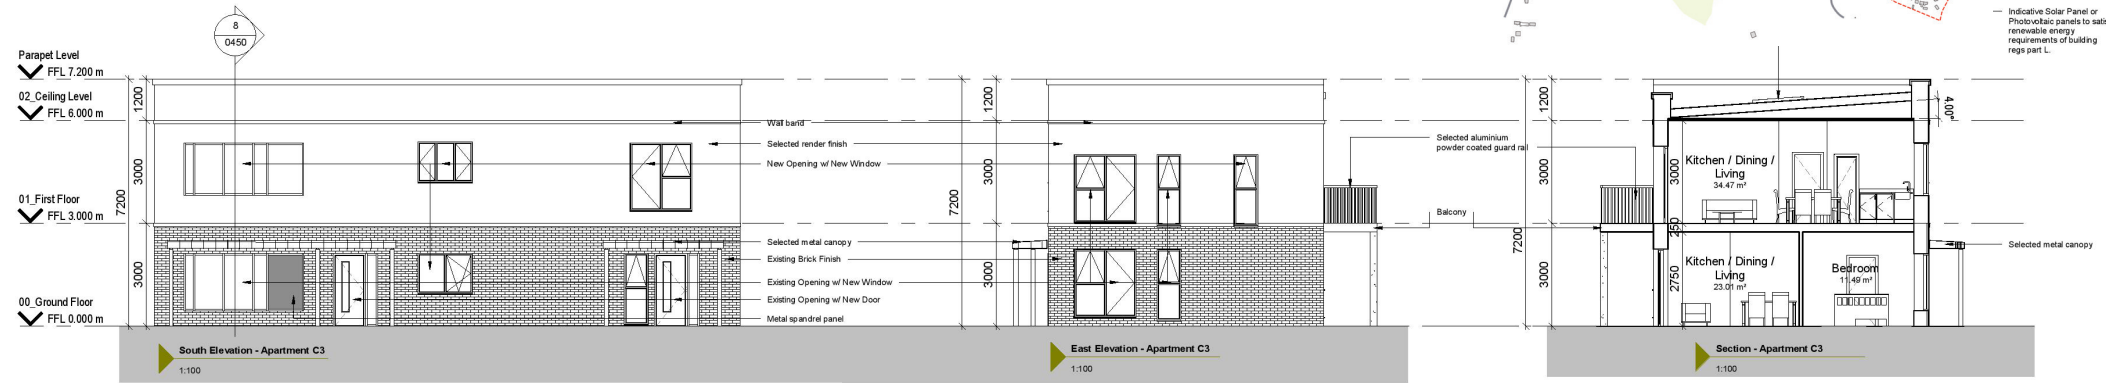 8
0450
Parapet Level
FFL 7.200 m
02_Ceiling Level
FFL 6.000 m
01_First Floor
FFL 3.000 m
00_Ground Floor
FFL 0.000 m
7200
1200
3000
3000
Wall band
Selected render finish
New Opening w/ New Window
Selected metal canopy
Existing Brick Finish
Existing Opening w/ New Window
Existing Opening w/ New Door
Metal spandrel panel
South Elevation - Apartment C3
1:100
7200
1200
3000
3000
Selected aluminium
powder coated guard rail
Balcony
East Elevation - Apartment C3
1:100
7200
1200
3000
3000
Indicative Solar Panel or
Photovoltaic panels to satis
renewable energy
requirements of building
regs part L.
4.00°
3000
250
2750
Kitchen / Dining /
Living
34.47 m²
Kitchen / Dining /
Living
23.01 m²
Bedroom
11.49 m²
Selected metal canopy
Section - Apartment C3
1:100